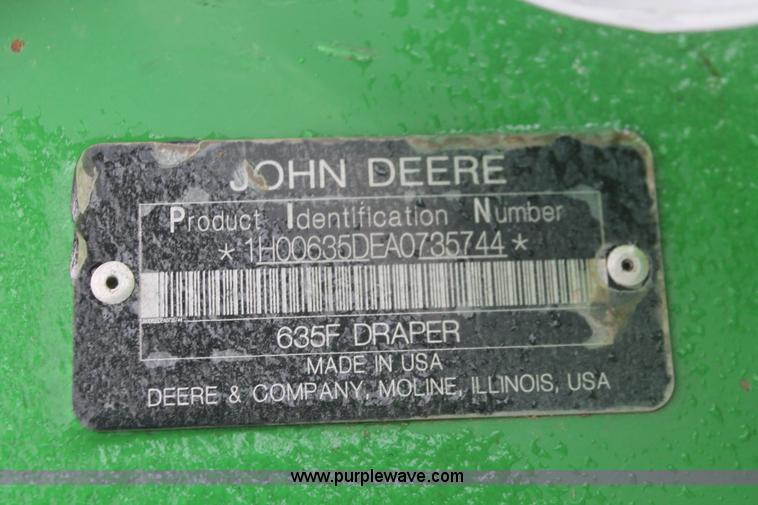 JOHN DEERE
Product Identification Number
*1H00635DEA0735744*
635F DRAPER
MADE IN USA
DEERE & COMPANY, MOLINE, ILLINOIS, USA
www.purplewave.com